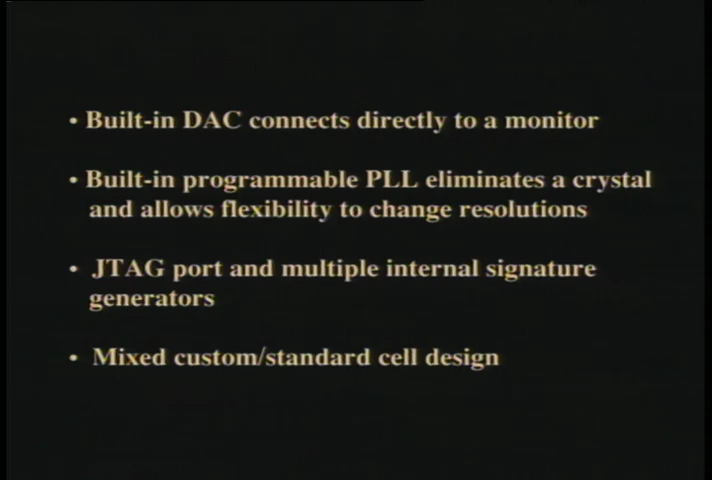 • Built-in DAC connects directly to a monitor
• Built-in programmable PLL eliminates a crystal
and allows flexibility to change resolutions
• JTAG port and multiple internal signature
generators
• Mixed custom/standard cell design